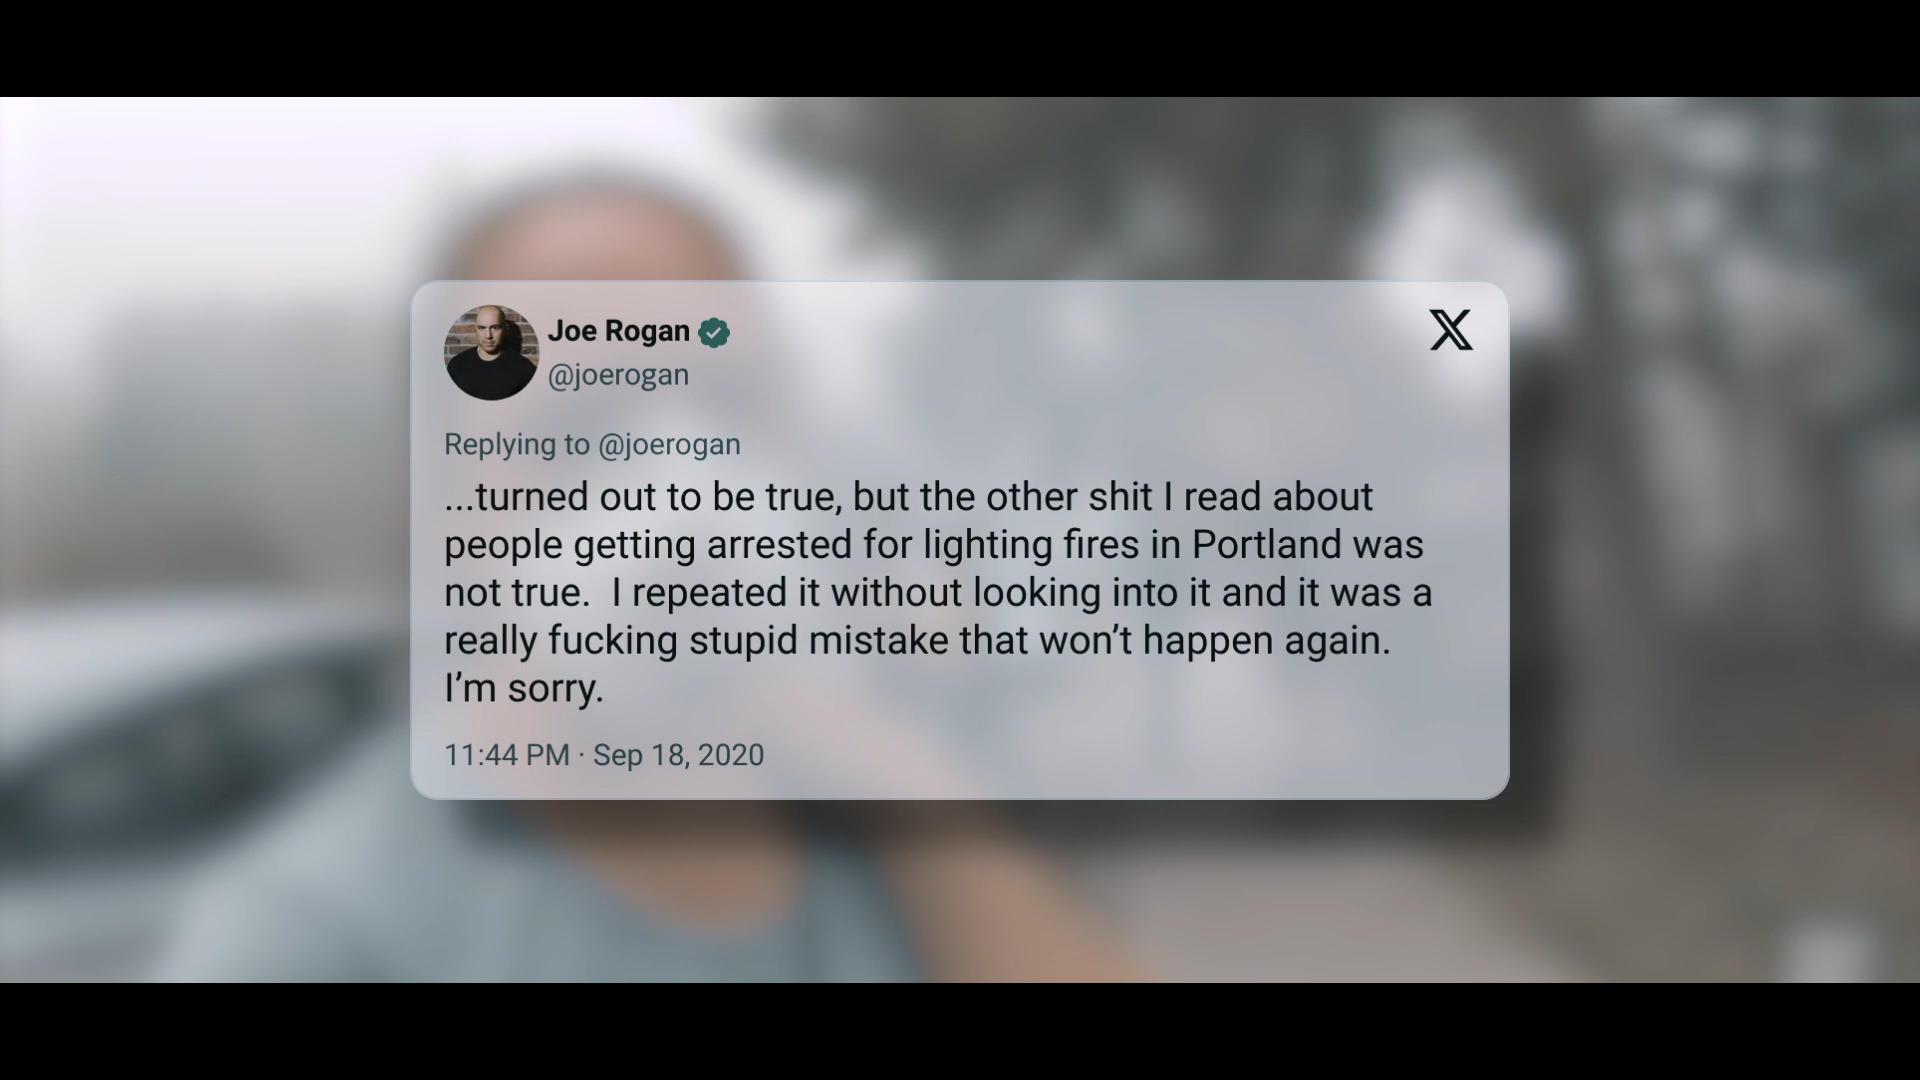 Joe Rogan
@joerogan
Replying to @joerogan
...turned out to be true, but the other shit I read about
people getting arrested for lighting fires in Portland was
not true.  I repeated it without looking into it and it was a
really fucking stupid mistake that won’t happen again.
I’m sorry.
11:44 PM · Sep 18, 2020